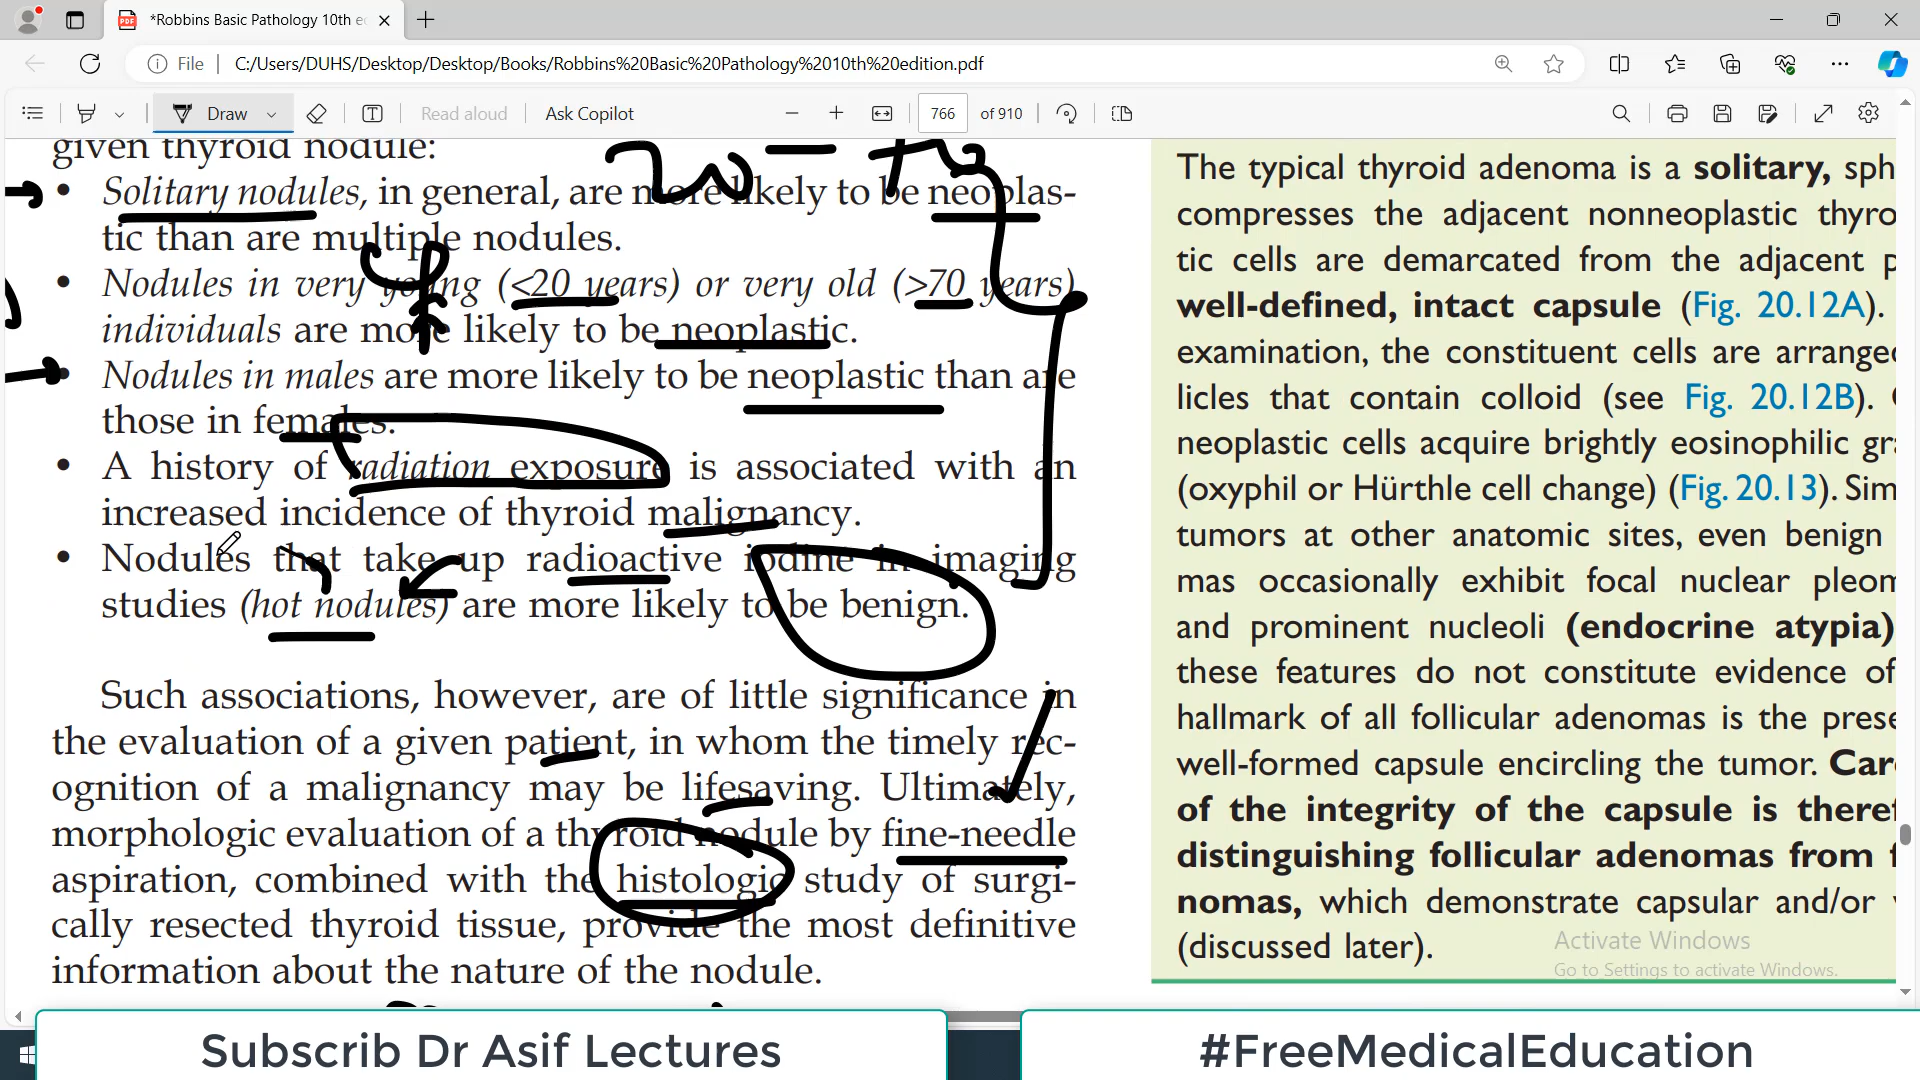 *Robbins Basic Pathology 10th e
File
C:/Users/DUHS/Desktop/Desktop/Books/Robbins%20Basic%20Pathology%2010th%20edition.pdf
Draw
Read aloud
Ask Copilot
766 of 910
given thyroid nodule:
• Solitary nodules, in general, are more likely to be neoplas-
tic than are multiple nodules.
• Nodules in very young (<20 years) or very old (>70 years)
individuals are more likely to be neoplastic.
• Nodules in males are more likely to be neoplastic than are
those in females.
• A history of radiation exposure is associated with an
increased incidence of thyroid malignancy.
• Nodules that take up radioactive iodine in imaging
studies (hot nodules) are more likely to be benign.
Such associations, however, are of little significance in
the evaluation of a given patient, in whom the timely rec-
ognition of a malignancy may be lifesaving. Ultimately,
morphologic evaluation of a thyroid nodule by fine-needle
aspiration, combined with the histologic study of surgi-
cally resected thyroid tissue, provide the most definitive
information about the nature of the nodule.
The typical thyroid adenoma is a solitary, sph
compresses the adjacent nonneoplastic thyro
tic cells are demarcated from the adjacent p
well-defined, intact capsule (Fig. 20.12A).
examination, the constituent cells are arrange
licles that contain colloid (see Fig. 20.12B).
neoplastic cells acquire brightly eosinophilic gra
(oxyphil or Hürthle cell change) (Fig. 20.13). Sim
tumors at other anatomic sites, even benign
mas occasionally exhibit focal nuclear pleom
and prominent nucleoli (endocrine atypia)
these features do not constitute evidence of
hallmark of all follicular adenomas is the prese
well-formed capsule encircling the tumor. Car
of the integrity of the capsule is theref
distinguishing follicular adenomas from f
nomas, which demonstrate capsular and/or
(discussed later).
Activate Windows
Go to Settings to activate Windows.
Subscrib Dr Asif Lectures
#FreeMedicalEducation